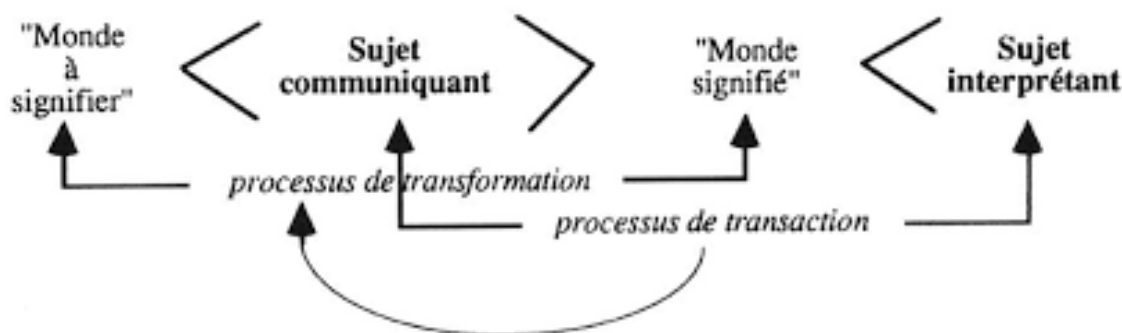 "Monde
à
signifier"
Sujet
communiquant
"Monde
signifié"
Sujet
interprétant
processus de transformation
processus de transaction